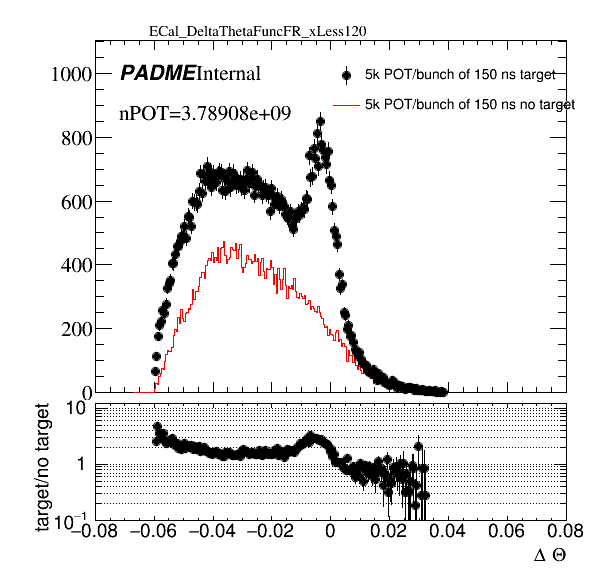 ECal_DeltaThetaFuncFR_xLess120
PADME Internal
nPOT=3.78908e+09
5k POT/bunch of 150 ns target
5k POT/bunch of 150 ns no target
1000
800
600
400
200
0
target/no target
10
1
10⁻¹
−0.08 −0.06 −0.04 −0.02 0 0.02 0.04 0.06 0.08
Δ Θ